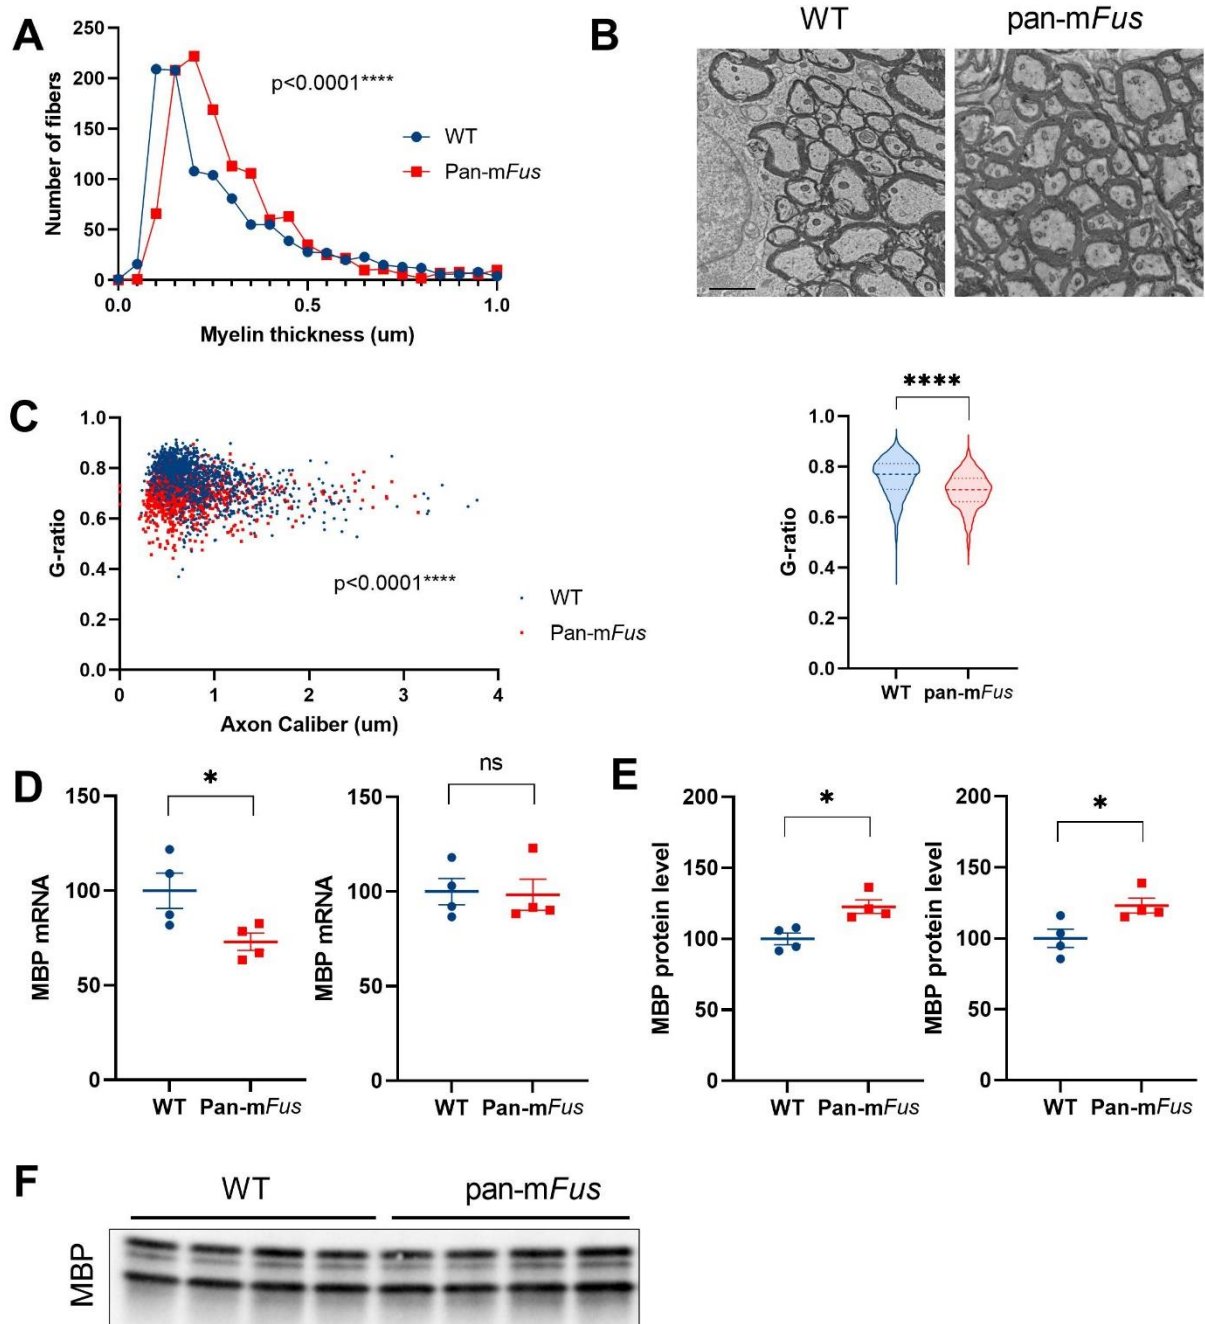 A
250
200
150
100
50
0
Number of fibers
p<0.0001****
WT
Pan-mFus
0.0
0.5
1.0
Myelin thickness (um)
B
WT
pan-mFus
C
1.0
0.8
0.6
0.4
0.2
0.0
G-ratio
p<0.0001****
WT
Pan-mFus
0
1
2
3
4
Axon Caliber (um)
****
1.0
0.8
0.6
0.4
0.2
0.0
G-ratio
WT
pan-mFus
D
*
150
100
50
0
MBP mRNA
WT
Pan-mFus
ns
150
100
50
0
MBP mRNA
WT
Pan-mFus
E
*
200
150
100
50
0
MBP protein level
WT
Pan-mFus
*
200
150
100
50
0
MBP protein level
WT
Pan-mFus
F
WT
pan-mFus
MBP